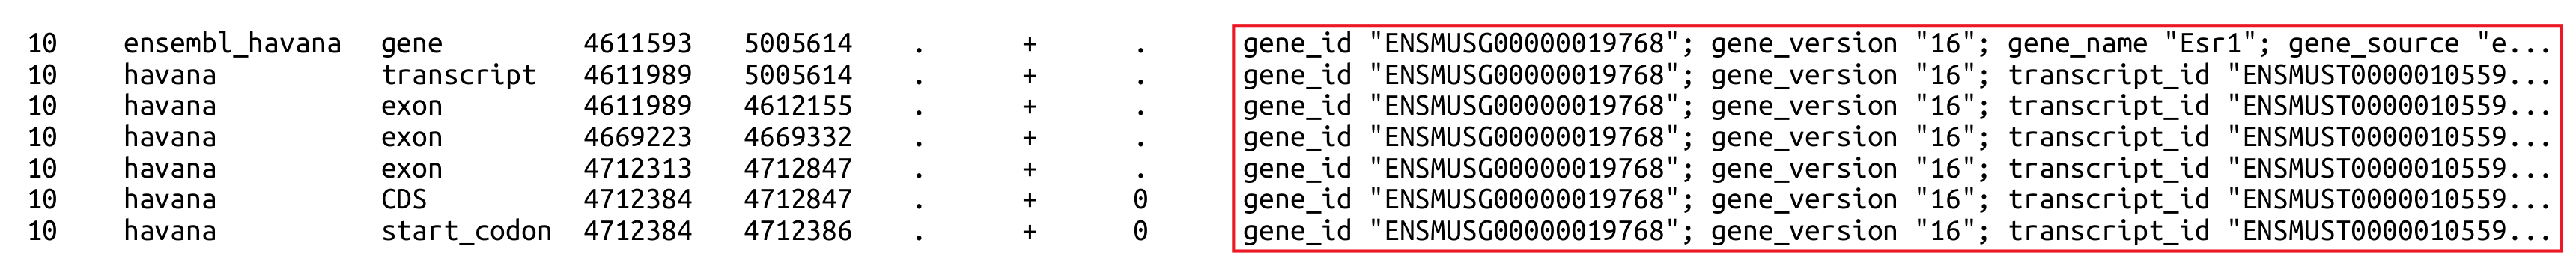 10 ensembl_havana gene 4611593 5005614 . + . gene_id "ENSMUSG00000019768"; gene_version "16"; gene_name "Esr1"; gene_source "e...
10 havana transcript 4611989 5005614 . + . gene_id "ENSMUSG00000019768"; gene_version "16"; transcript_id "ENSMUST0000010559...
10 havana exon 4611989 4612155 . + . gene_id "ENSMUSG00000019768"; gene_version "16"; transcript_id "ENSMUST0000010559...
10 havana exon 4669223 4669332 . + . gene_id "ENSMUSG00000019768"; gene_version "16"; transcript_id "ENSMUST0000010559...
10 havana exon 4712313 4712847 . + . gene_id "ENSMUSG00000019768"; gene_version "16"; transcript_id "ENSMUST0000010559...
10 havana CDS 4712384 4712847 . + 0 gene_id "ENSMUSG00000019768"; gene_version "16"; transcript_id "ENSMUST0000010559...
10 havana start_codon 4712384 4712386 . + 0 gene_id "ENSMUSG00000019768"; gene_version "16"; transcript_id "ENSMUST0000010559...